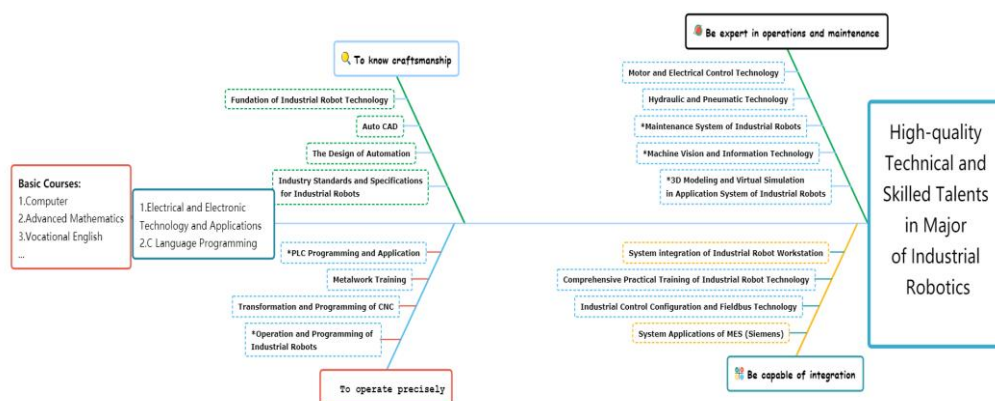 To know craftsmanship
Fundation of Industrial Robot Technology
Auto CAD
The Design of Automation
Industry Standards and Specifications
for Industrial Robots
Be expert in operations and maintenance
Motor and Electrical Control Technology
Hydraulic and Pneumatic Technology
*Maintenance System of Industrial Robots
*Machine Vision and Information Technology
*3D Modeling and Virtual Simulation
in Application System of Industrial Robots
Basic Courses:
1.Computer
2.Advanced Mathematics
3.Vocational English
...
1.Electrical and Electronic
Technology and Applications
2.C Language Programming
*PLC Programming and Application
Metalwork Training
Transformation and Programming of CNC
*Operation and Programming of
Industrial Robots
To operate precisely
System integration of Industrial Robot Workstation
Comprehensive Practical Training of Industrial Robot Technology
Industrial Control Configuration and Fieldbus Technology
System Applications of MES (Siemens)
Be capable of integration
High-quality
Technical and
Skilled Talents
in Major
of Industrial
Robotics